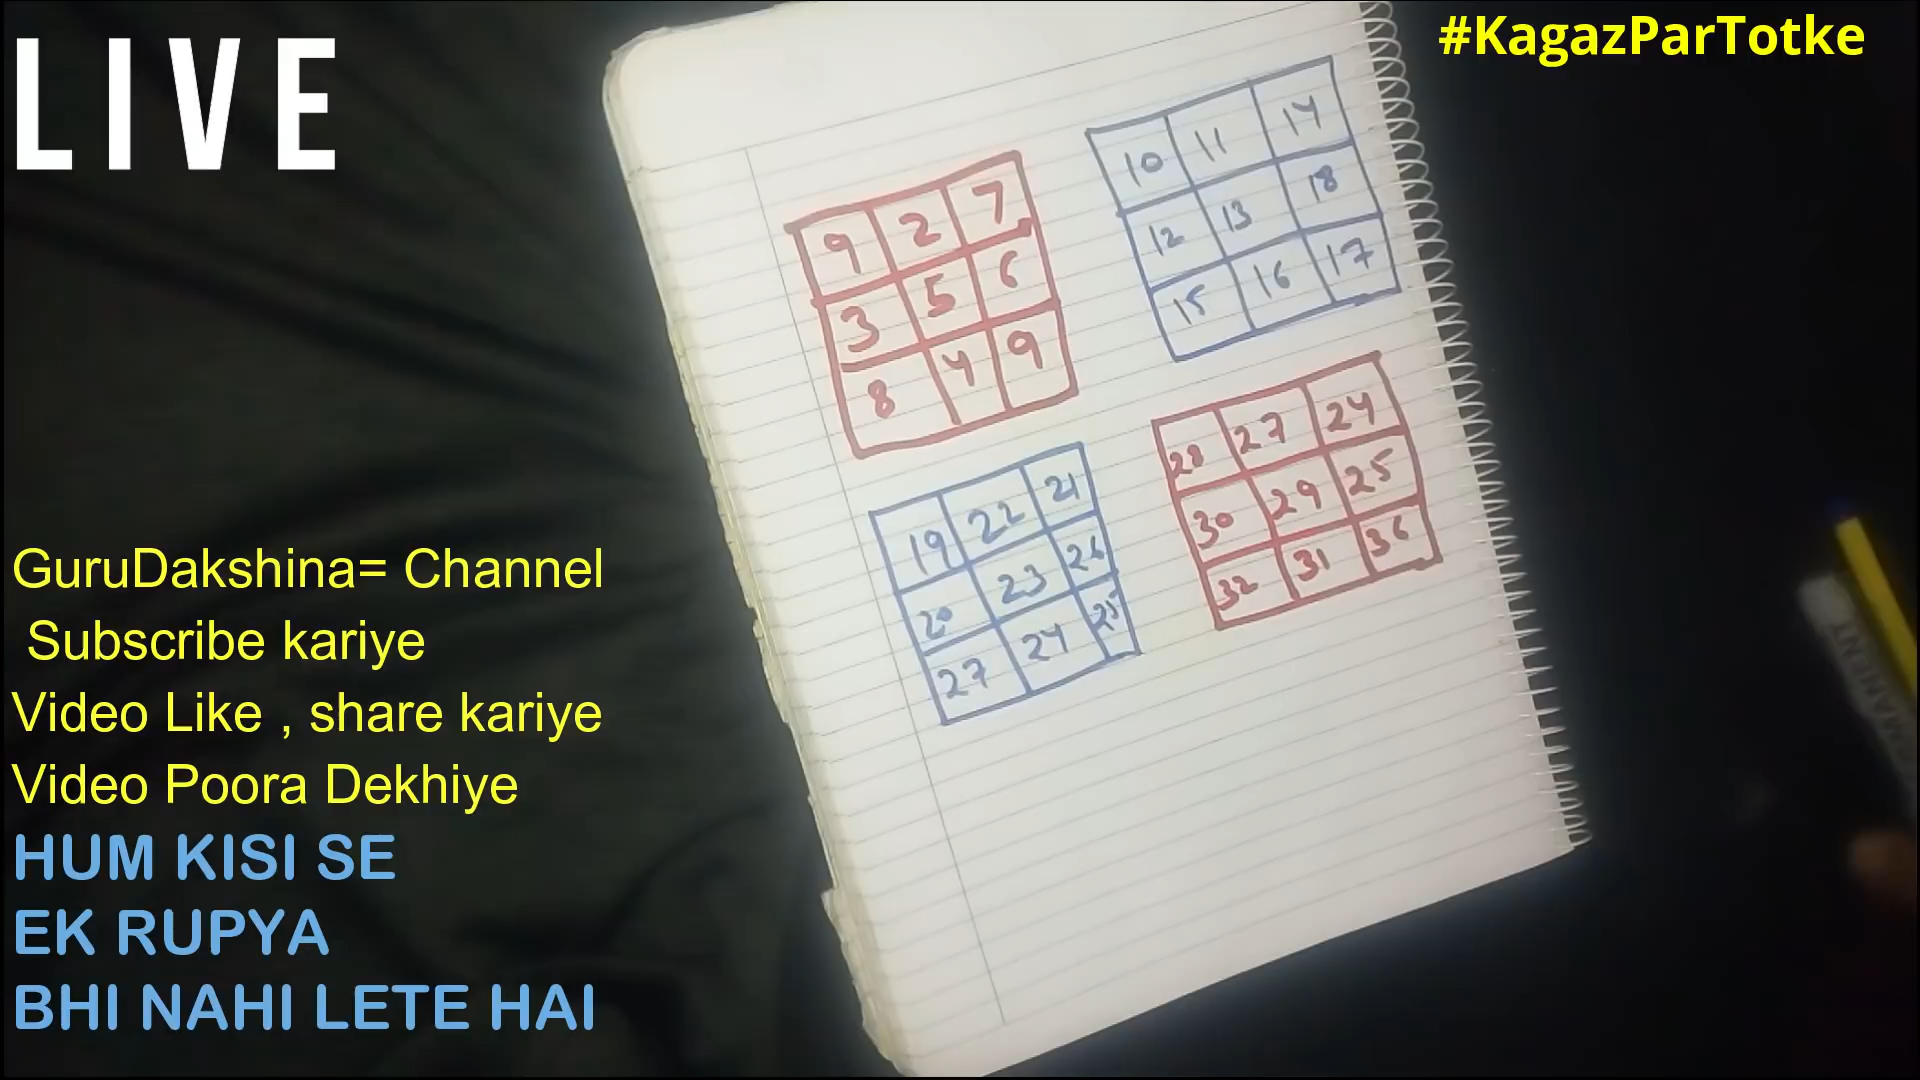 LIVE
#KagazParTotke
9 2 7
3 5 6
8 4 9
10 11 14
12 13 18
15 16 17
19 22 21
20 23 26
27 24 25
28 27 24
30 29 25
32 31 36
GuruDakshina= Channel
Subscribe kariye
Video Like , share kariye
Video Poora Dekhiye
HUM KISI SE
EK RUPYA
BHI NAHI LETE HAI